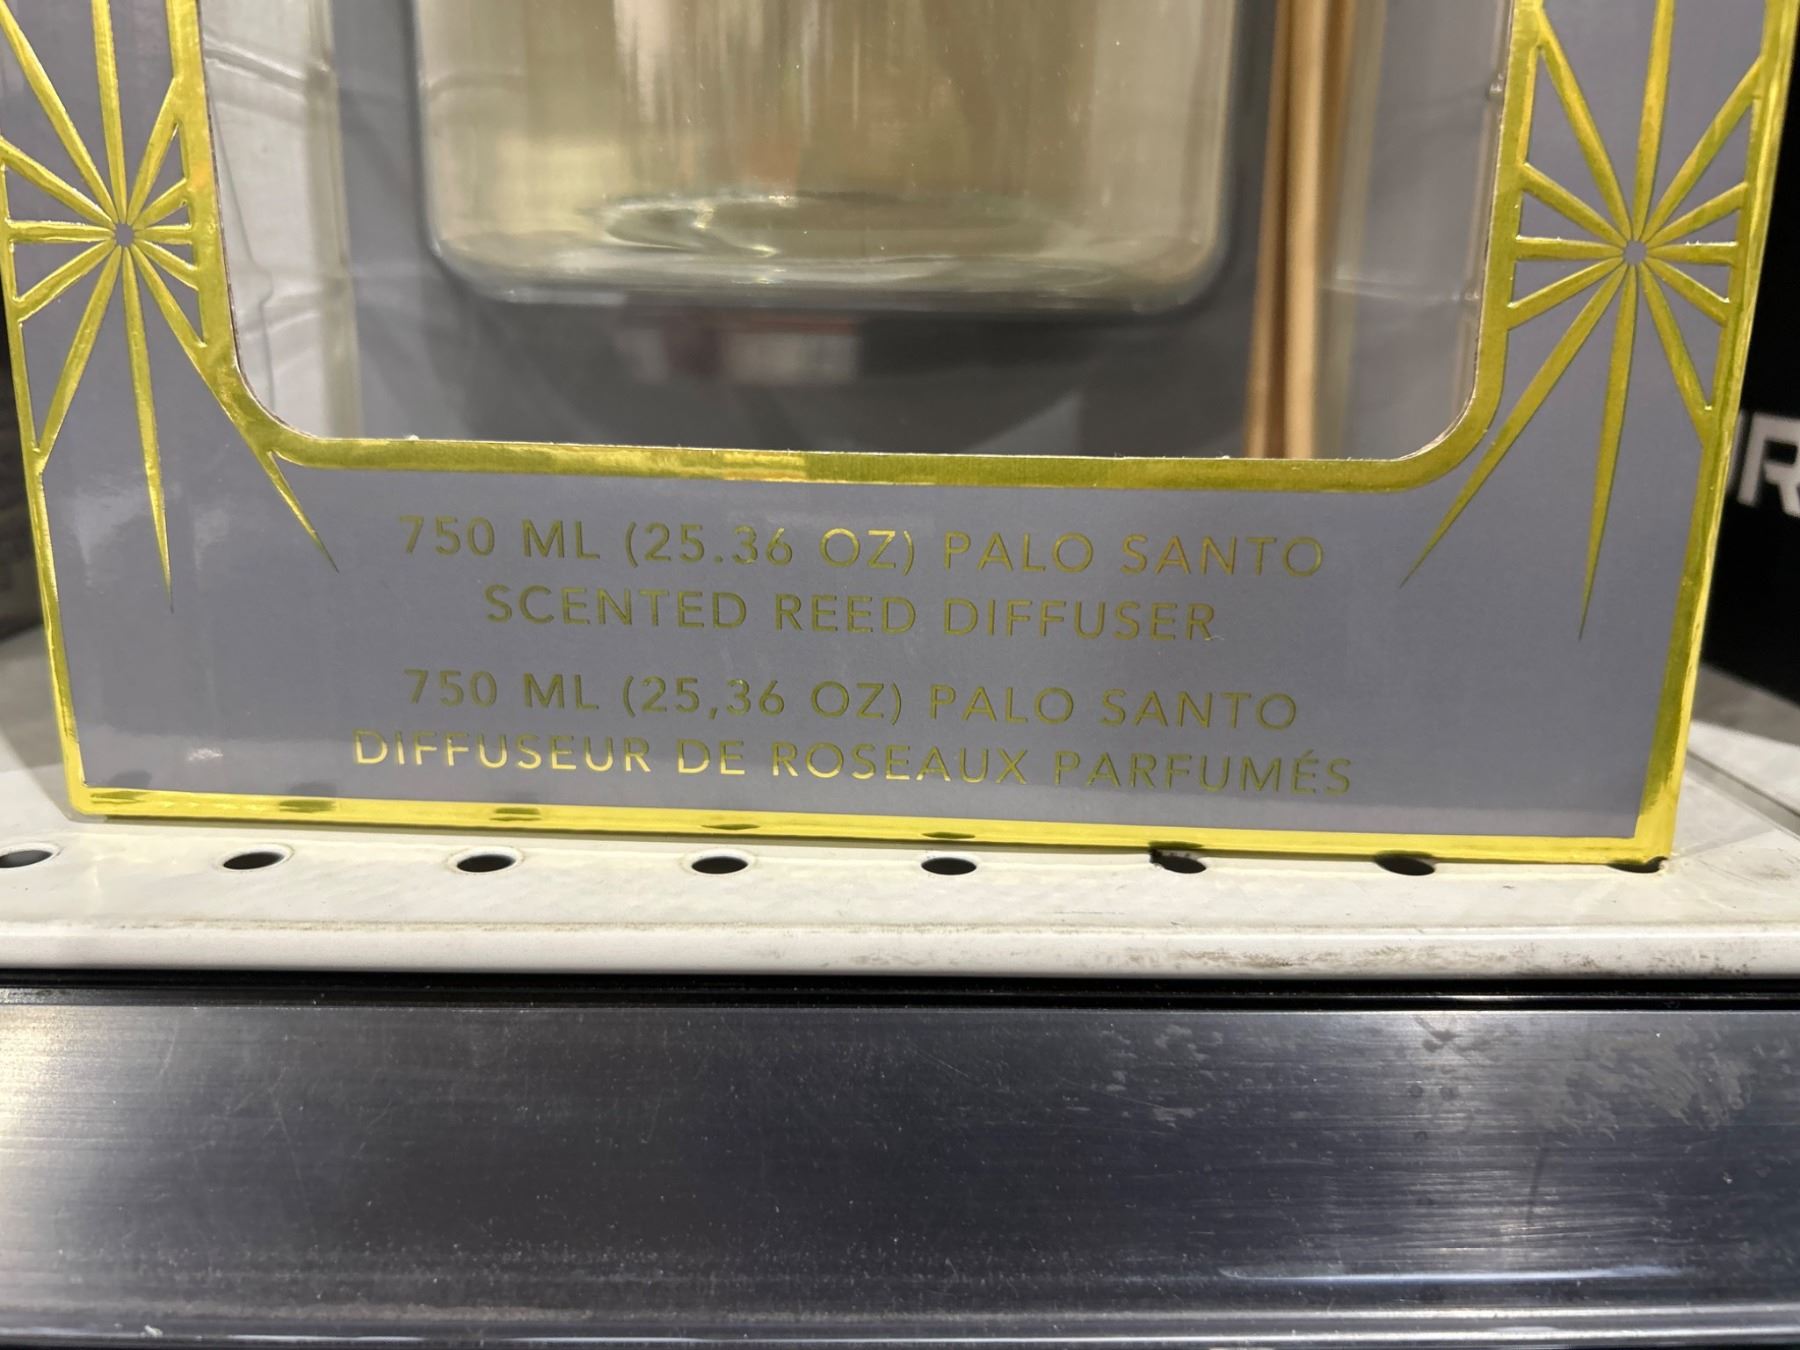 750 ML (25.36 OZ) PALO SANTO
SCENTED REED DIFFUSER
750 ML (25,36 OZ) PALO SANTO
DIFFUSEUR DE ROSEAUX PARFUMÉS